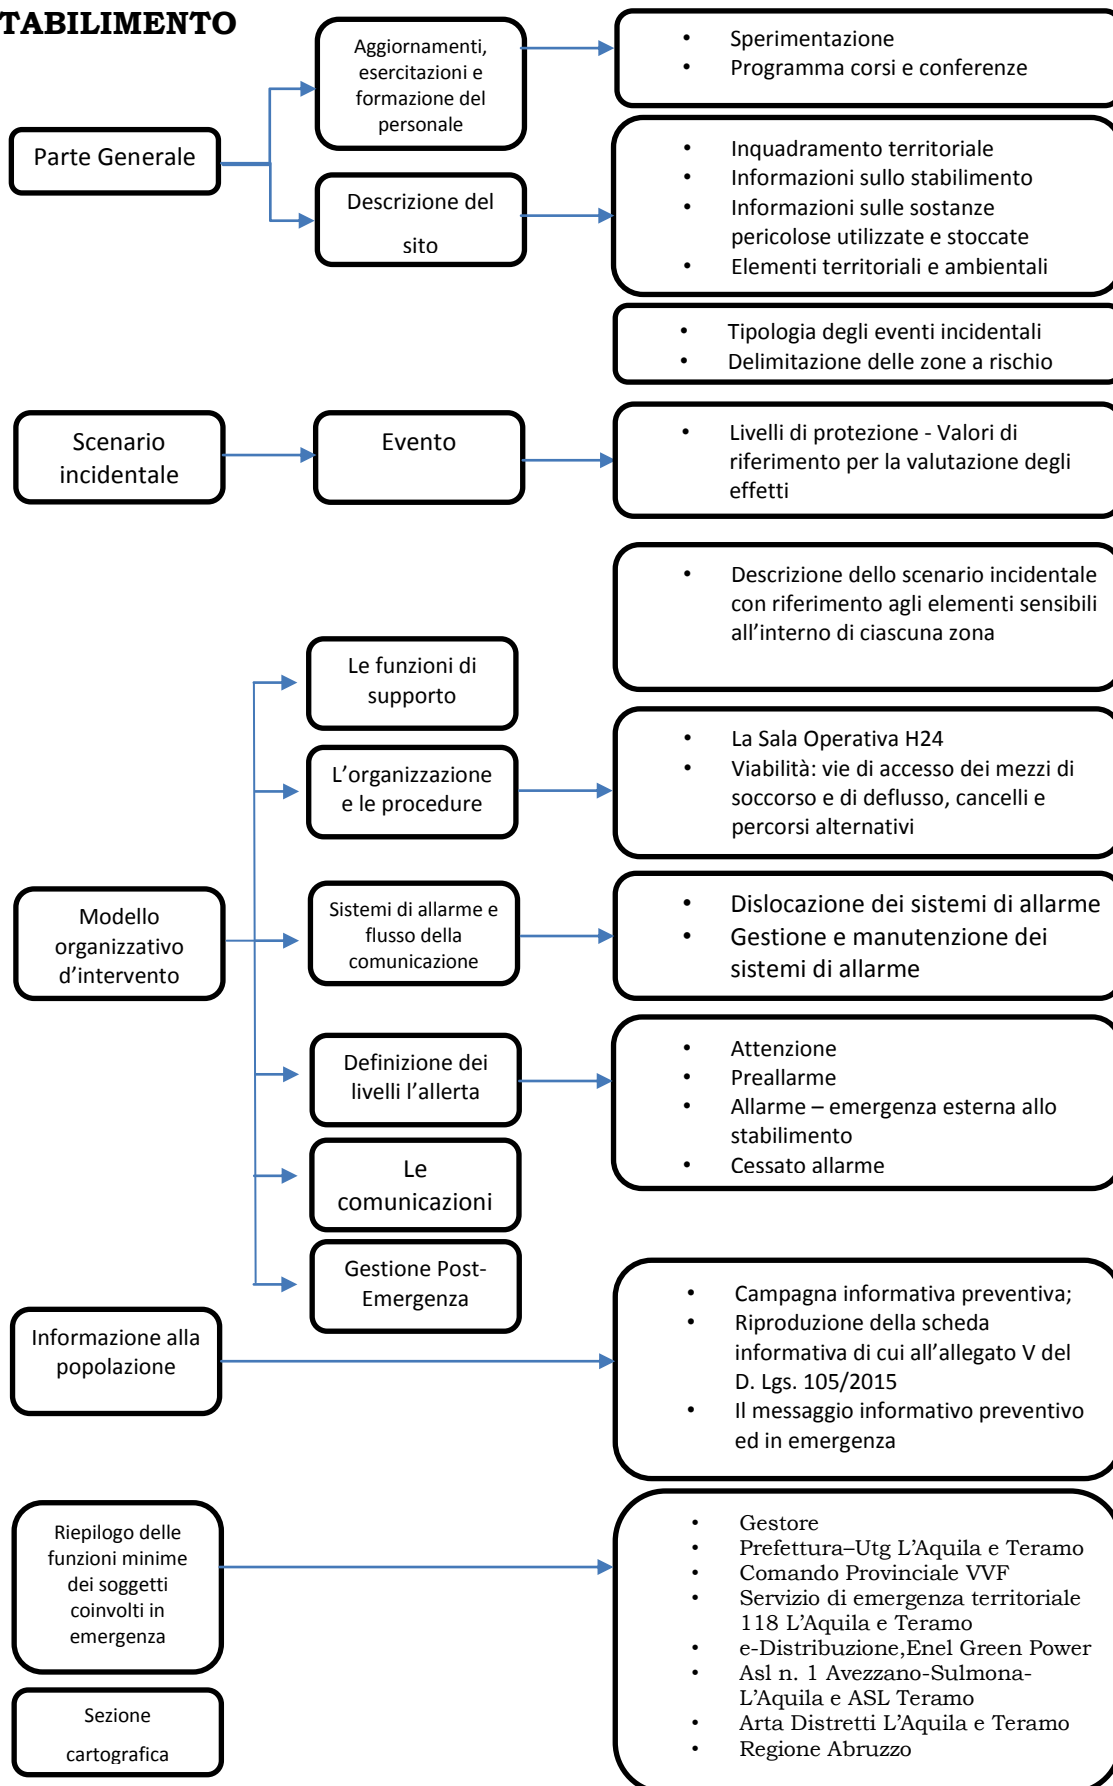 TABILIMENTO
Parte Generale
Aggiornamenti,
esercitazioni e
formazione del
personale
• Sperimentazione
• Programma corsi e conferenze
Descrizione del
sito
• Inquadramento territoriale
• Informazioni sullo stabilimento
• Informazioni sulle sostanze
pericolose utilizzate e stoccate
• Elementi territoriali e ambientali
• Tipologia degli eventi incidentali
• Delimitazione delle zone a rischio
Scenario
incidentale
Evento
• Livelli di protezione - Valori di
riferimento per la valutazione degli
effetti
• Descrizione dello scenario incidentale
con riferimento agli elementi sensibili
all’interno di ciascuna zona
Modello
organizzativo
d’intervento
Le funzioni di
supporto
L’organizzazione
e le procedure
• La Sala Operativa H24
• Viabilità: vie di accesso dei mezzi di
soccorso e di deflusso, cancelli e
percorsi alternativi
Sistemi di allarme e
flusso della
comunicazione
• Dislocazione dei sistemi di allarme
• Gestione e manutenzione dei
sistemi di allarme
Definizione dei
livelli l’allerta
• Attenzione
• Preallarme
• Allarme – emergenza esterna allo
stabilimento
• Cessato allarme
Le
comunicazioni
Gestione Post-
Emergenza
Informazione alla
popolazione
• Campagna informativa preventiva;
• Riproduzione della scheda
informativa di cui all’allegato V del
D. Lgs. 105/2015
• Il messaggio informativo preventivo
ed in emergenza
Riepilogo delle
funzioni minime
dei soggetti
coinvolti in
emergenza
• Gestore
• Prefettura–Utg L’Aquila e Teramo
• Comando Provinciale VVF
• Servizio di emergenza territoriale
118 L’Aquila e Teramo
• e-Distribuzione,Enel Green Power
• Asl n. 1 Avezzano-Sulmona-
L’Aquila e ASL Teramo
• Arta Distretti L’Aquila e Teramo
• Regione Abruzzo
Sezione
cartografica